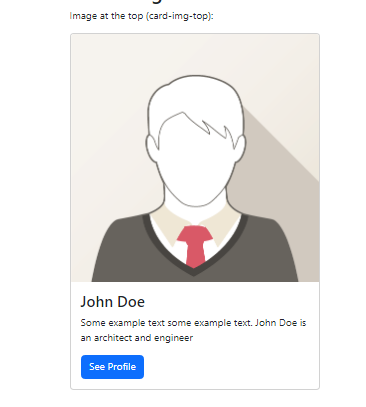 Image at the top (card-img-top):
John Doe
Some example text some example text. John Doe is
an architect and engineer
See Profile